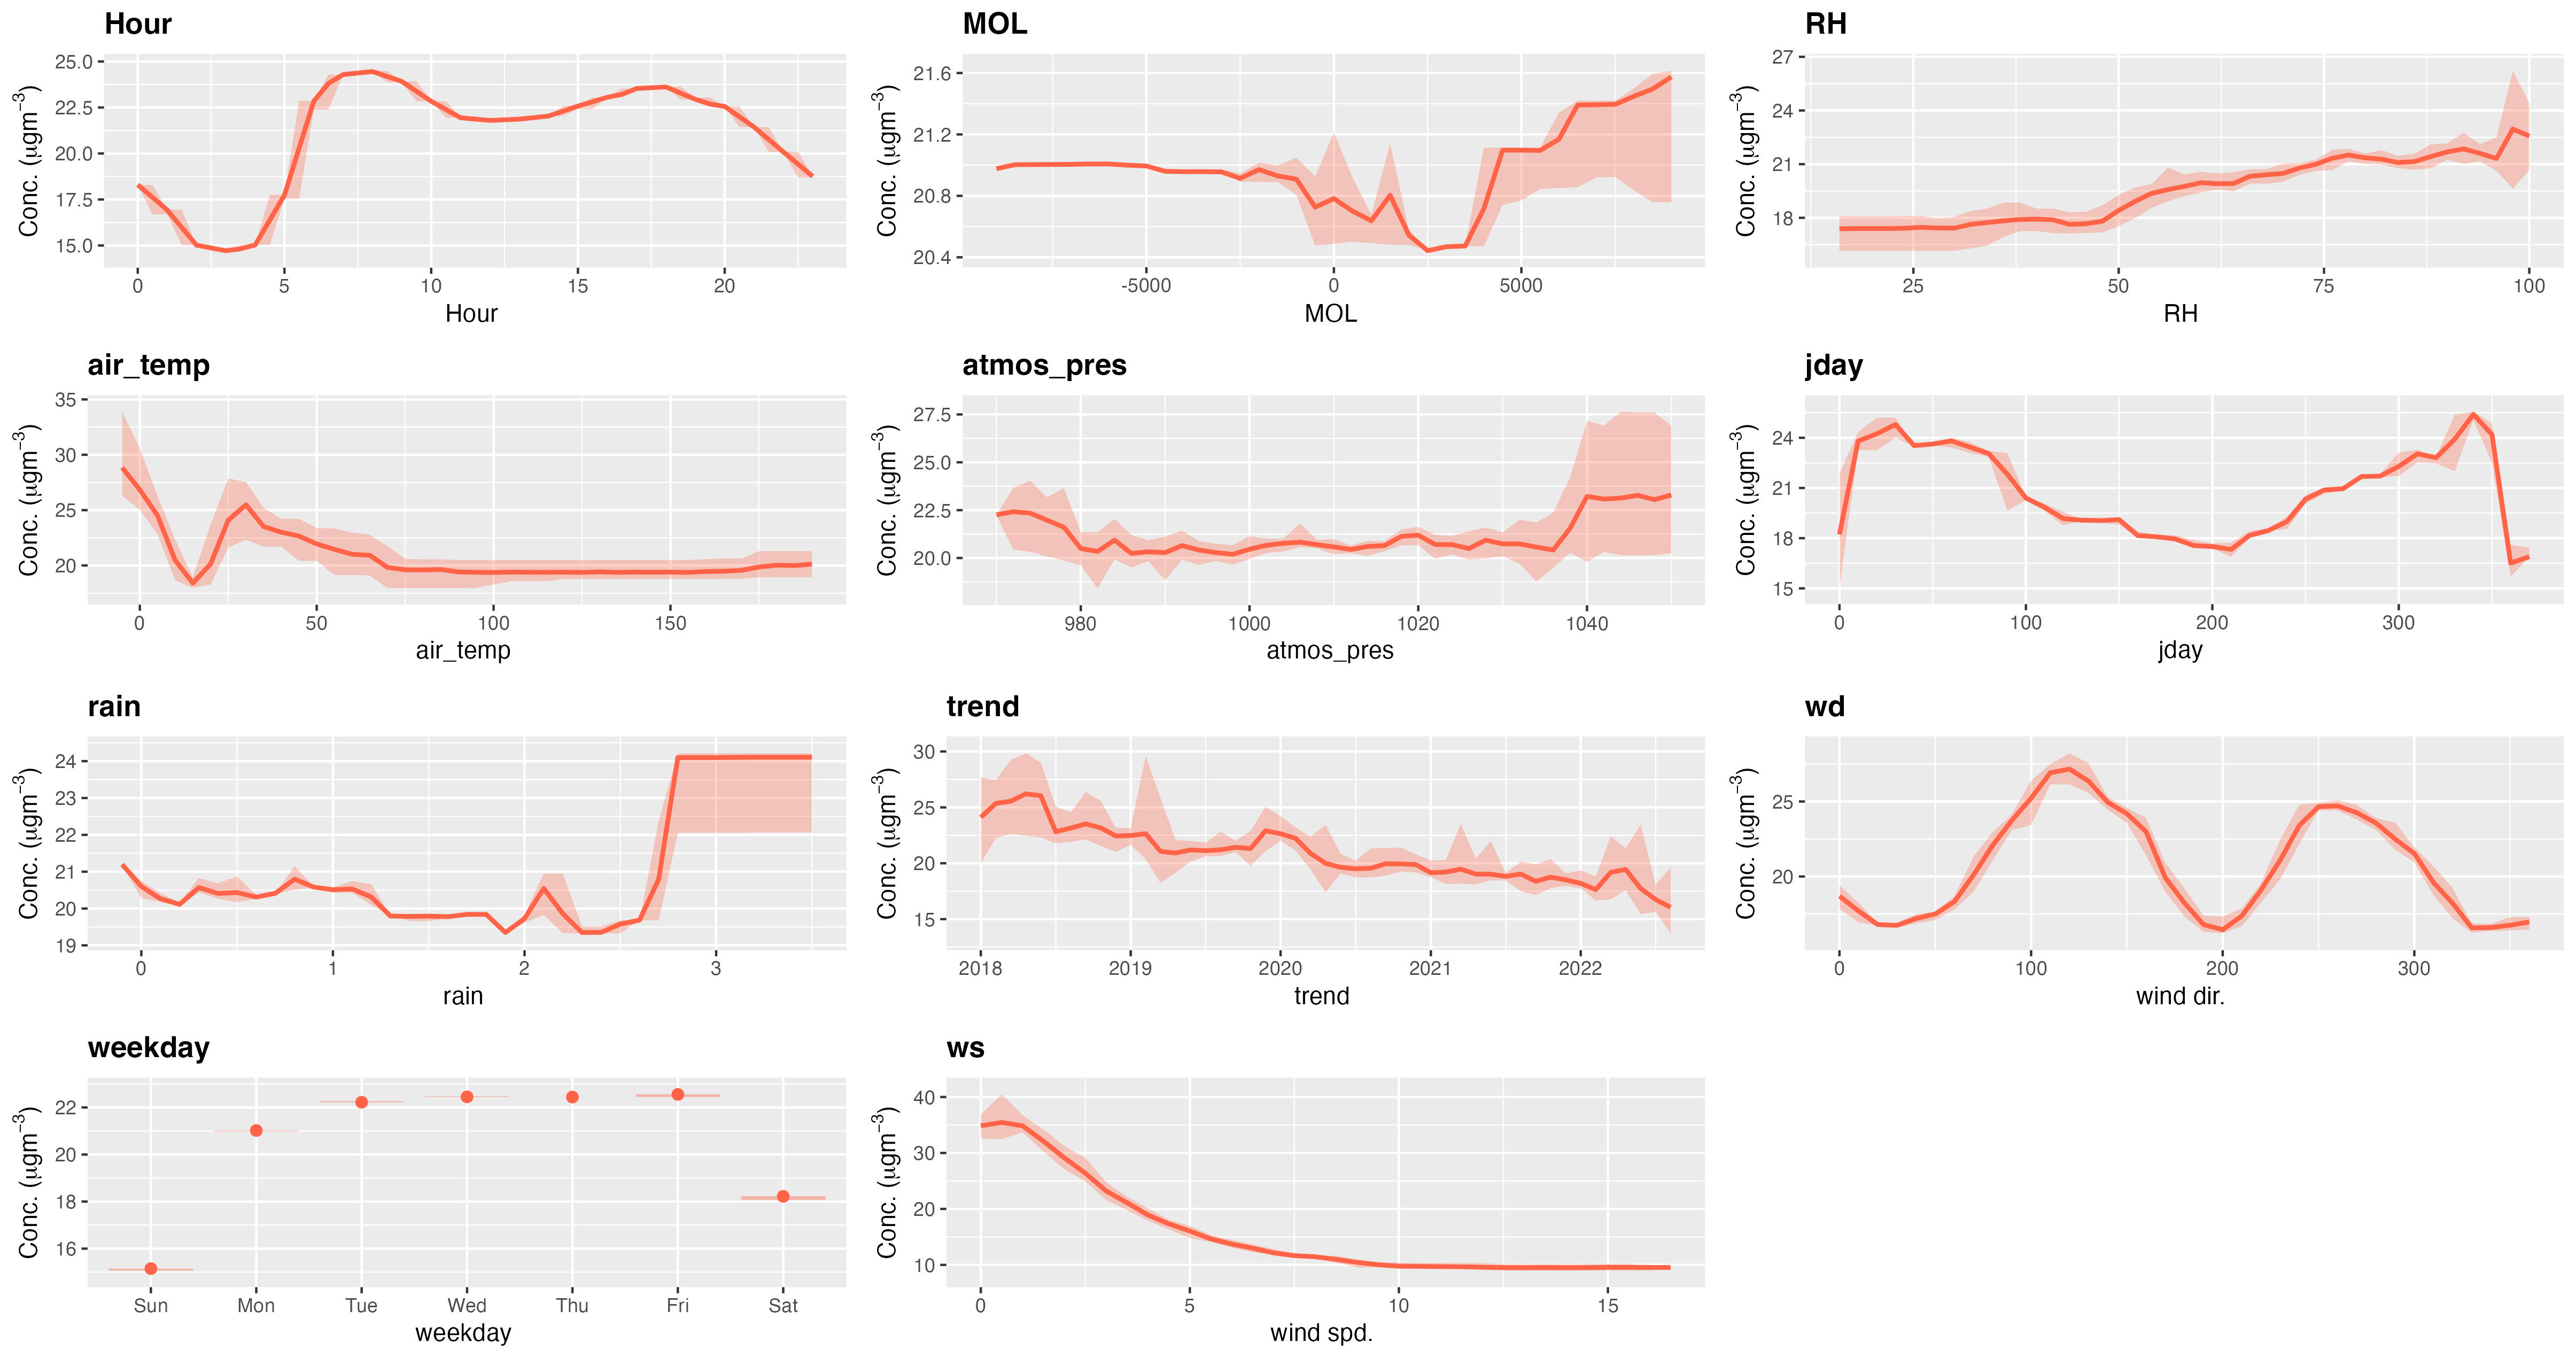 Hour
MOL
RH
Conc. (μgm⁻³)
25.0
22.5
20.0
17.5
15.0
0 5 10 15 20
Hour
Conc. (μgm⁻³)
21.6
21.2
20.8
20.4
-5000 0 5000
MOL
Conc. (μgm⁻³)
27
24
21
18
25 50 75 100
RH
air_temp
atmos_pres
jday
Conc. (μgm⁻³)
35
30
25
20
0 50 100 150
air_temp
Conc. (μgm⁻³)
27.5
25.0
22.5
20.0
980 1000 1020 1040
atmos_pres
Conc. (μgm⁻³)
24
21
18
15
0 100 200 300
jday
rain
trend
wd
Conc. (μgm⁻³)
24
23
22
21
20
19
0 1 2 3
rain
Conc. (μgm⁻³)
30
25
20
15
2018 2019 2020 2021 2022
trend
Conc. (μgm⁻³)
25
20
0 100 200 300
wind dir.
weekday
ws
Conc. (μgm⁻³)
22
20
18
16
Sun Mon Tue Wed Thu Fri Sat
weekday
Conc. (μgm⁻³)
40
30
20
10
0 5 10 15
wind spd.